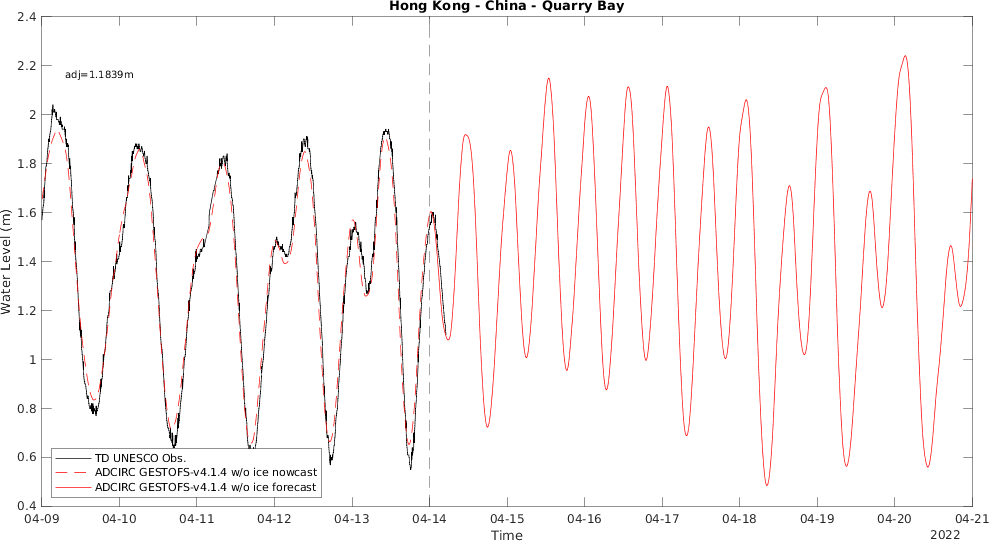 Hong Kong - China - Quarry Bay
2.4
2.2
2
1.8
1.6
1.4
1.2
1
0.8
0.6
0.4
Water Level (m)
adj=1.1839m
TD UNESCO Obs.
ADCIRC GESTOFS-v4.1.4 w/o ice nowcast
ADCIRC GESTOFS-v4.1.4 w/o ice forecast
04-09 04-10 04-11 04-12 04-13 04-14 04-15 04-16 04-17 04-18 04-19 04-20 04-21
Time
2022